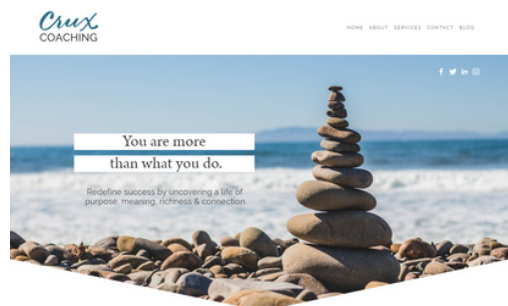 Crux
COACHING
HOME ABOUT SERVICES CONTACT BLOG
You are more
than what you do.
Redefine success by uncovering a life of
purpose, meaning, richness & connection